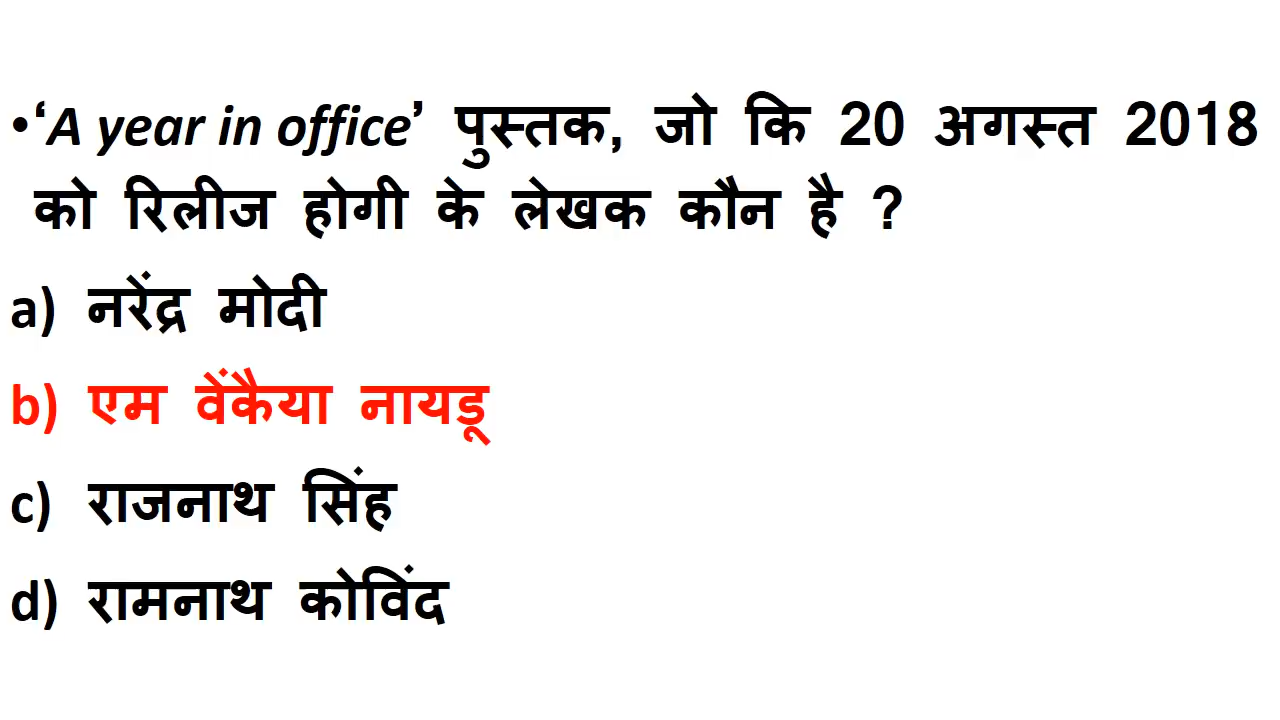 •‘A year in office’ पुस्तक, जो कि 20 अगस्त 2018
को रिलीज होगी के लेखक कौन है ?
a) नरेंद्र मोदी
b) एम वेंकैया नायडू
c) राजनाथ सिंह
d) रामनाथ कोविंद